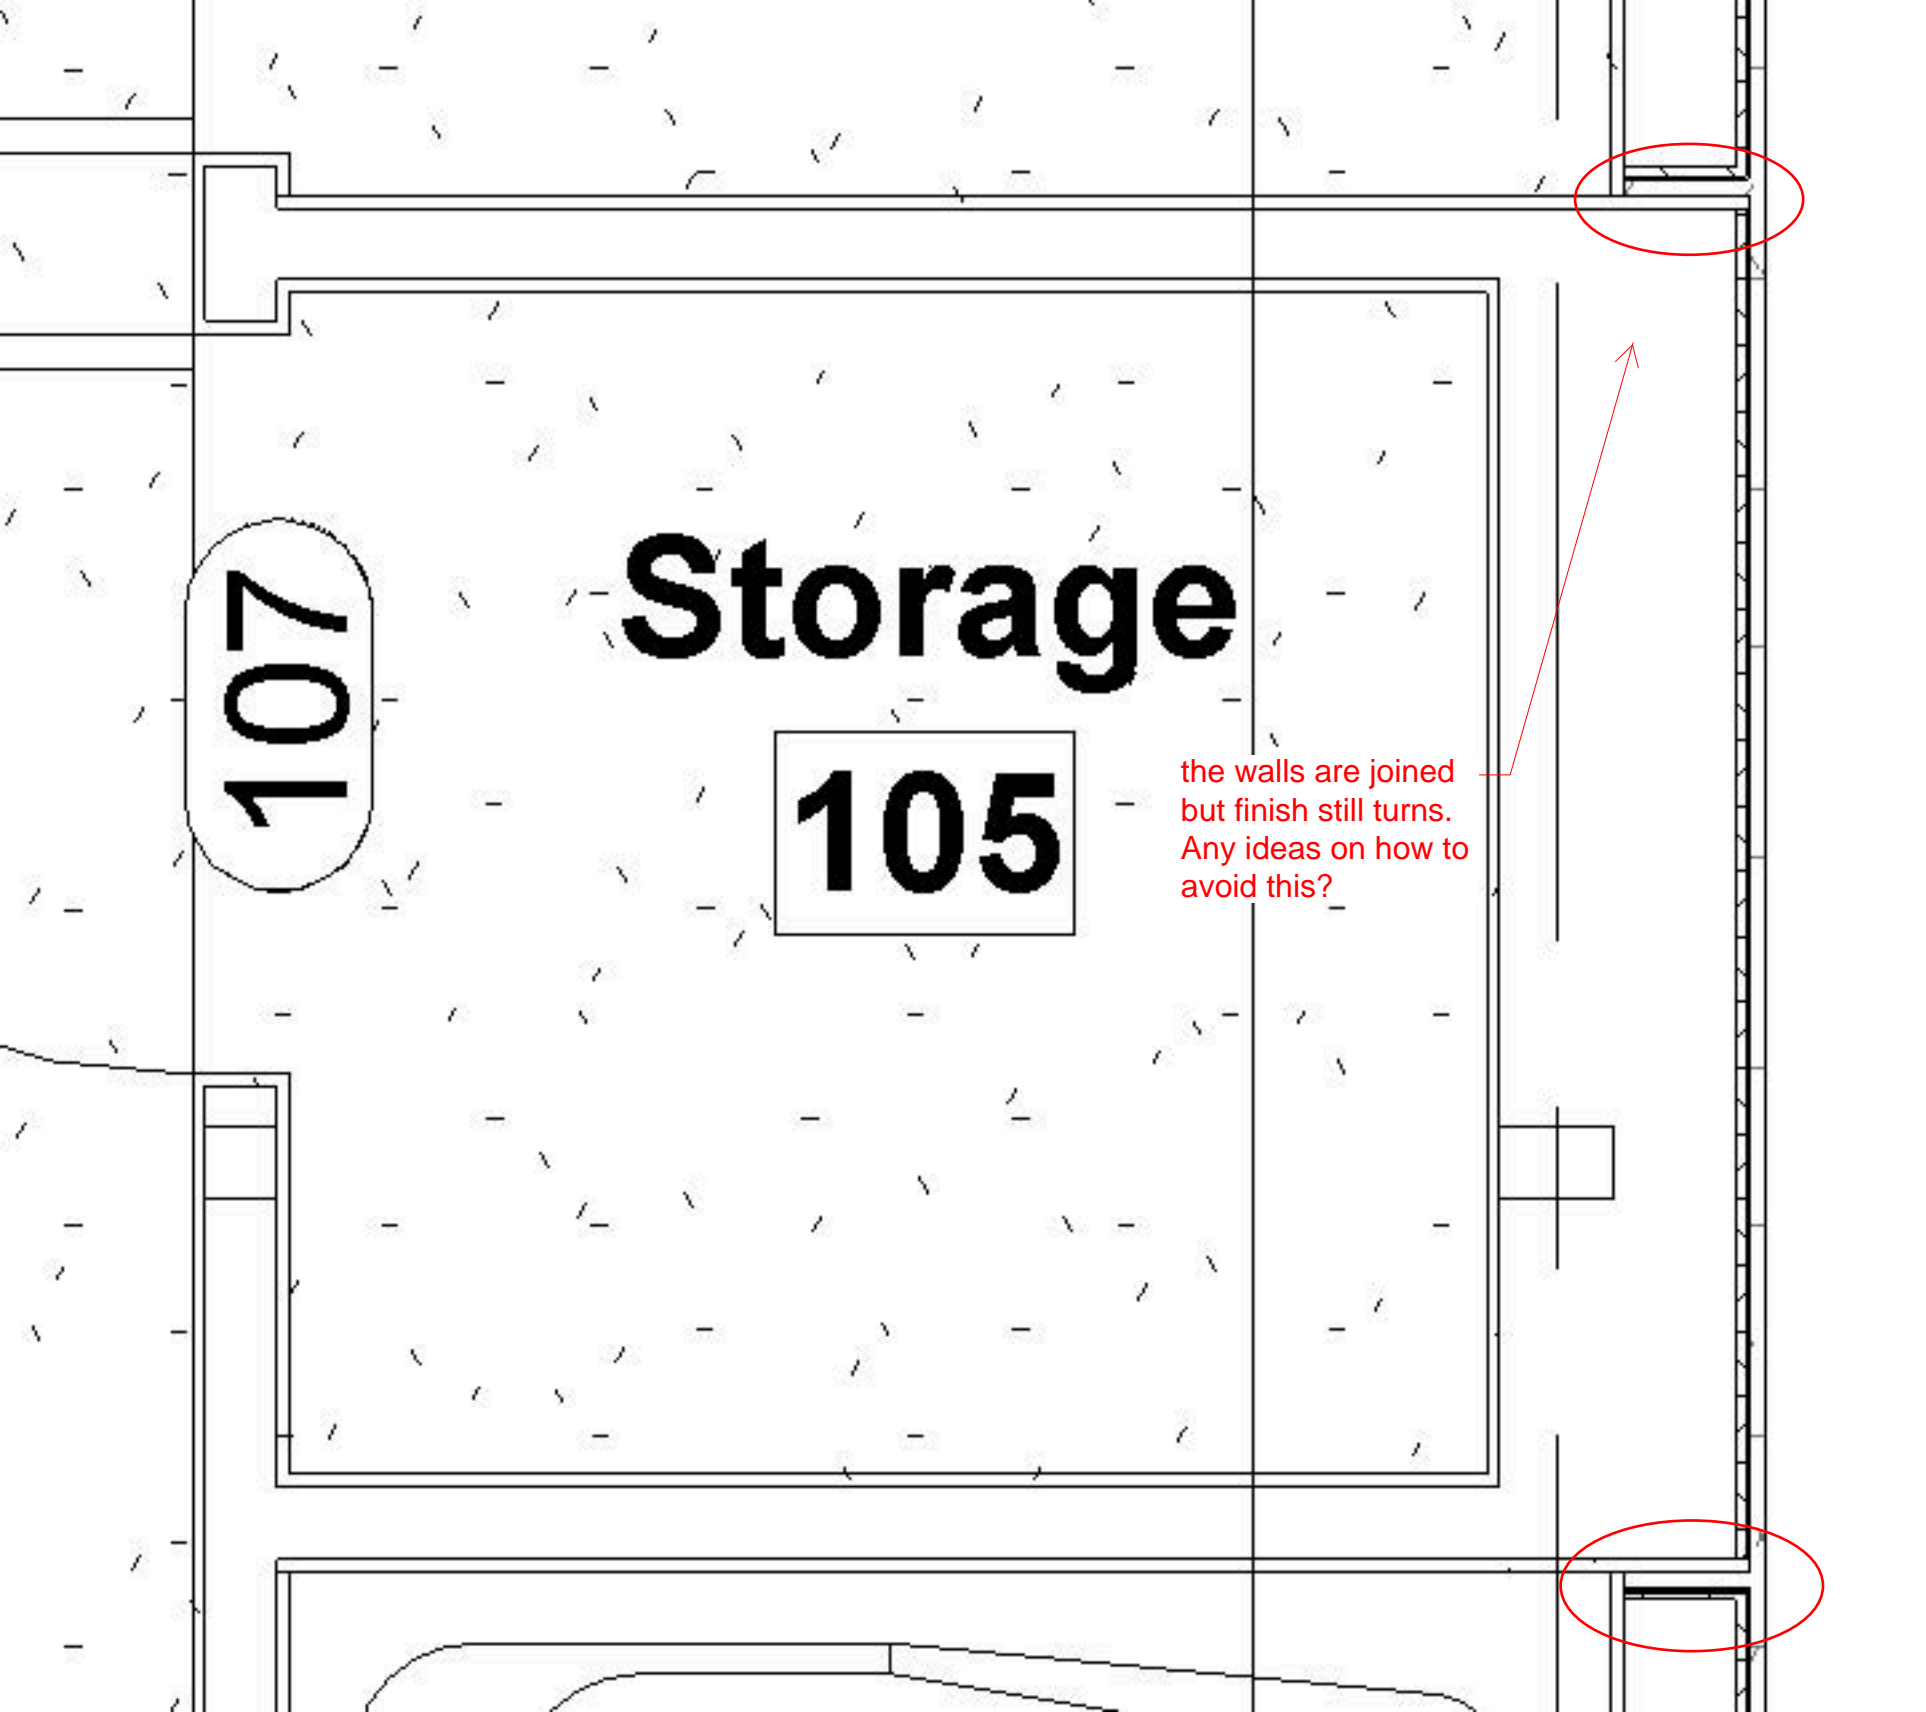 Storage
107
105
the walls are joined
but finish still turns.
Any ideas on how to
avoid this?